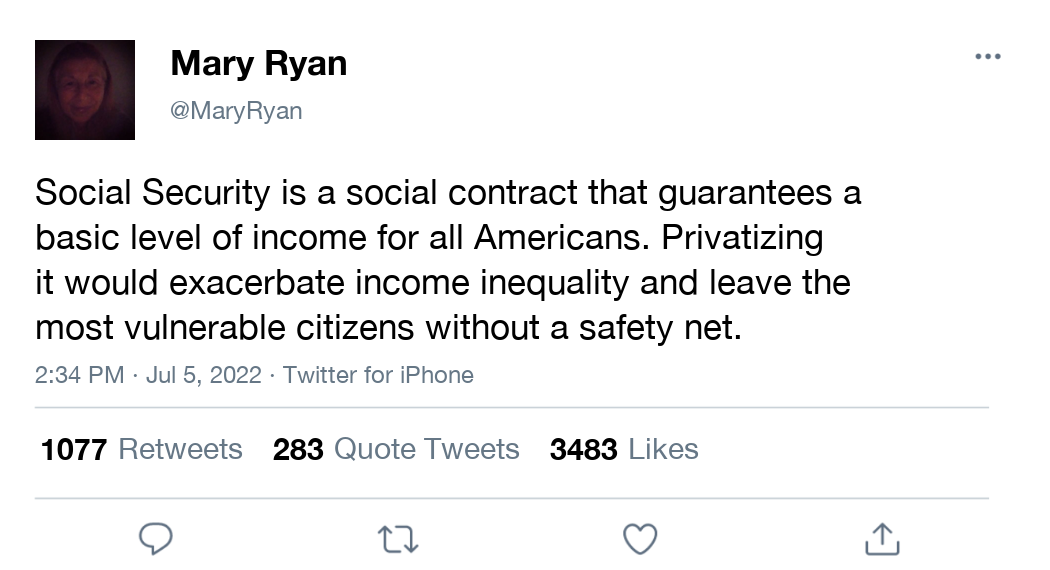 Mary Ryan
@MaryRyan
Social Security is a social contract that guarantees a
basic level of income for all Americans. Privatizing
it would exacerbate income inequality and leave the
most vulnerable citizens without a safety net.
2:34 PM · Jul 5, 2022 · Twitter for iPhone
1077 Retweets 283 Quote Tweets 3483 Likes